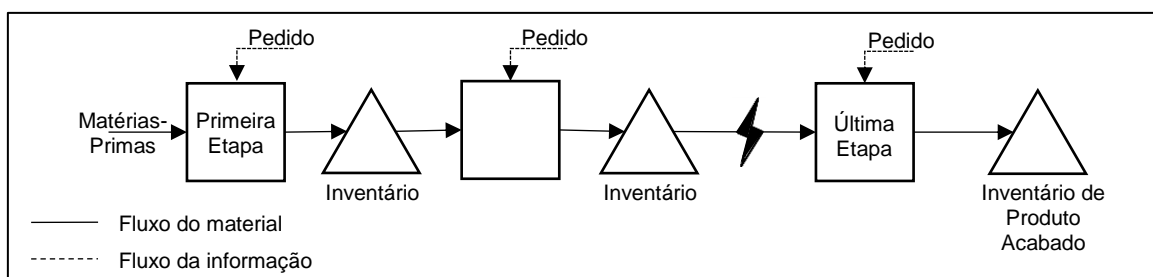 Pedido
Pedido
Pedido
Matérias-
Primas
Primeira
Etapa
Inventário
Inventário
Última
Etapa
Inventário de
Produto
Acabado
Fluxo do material
Fluxo da informação